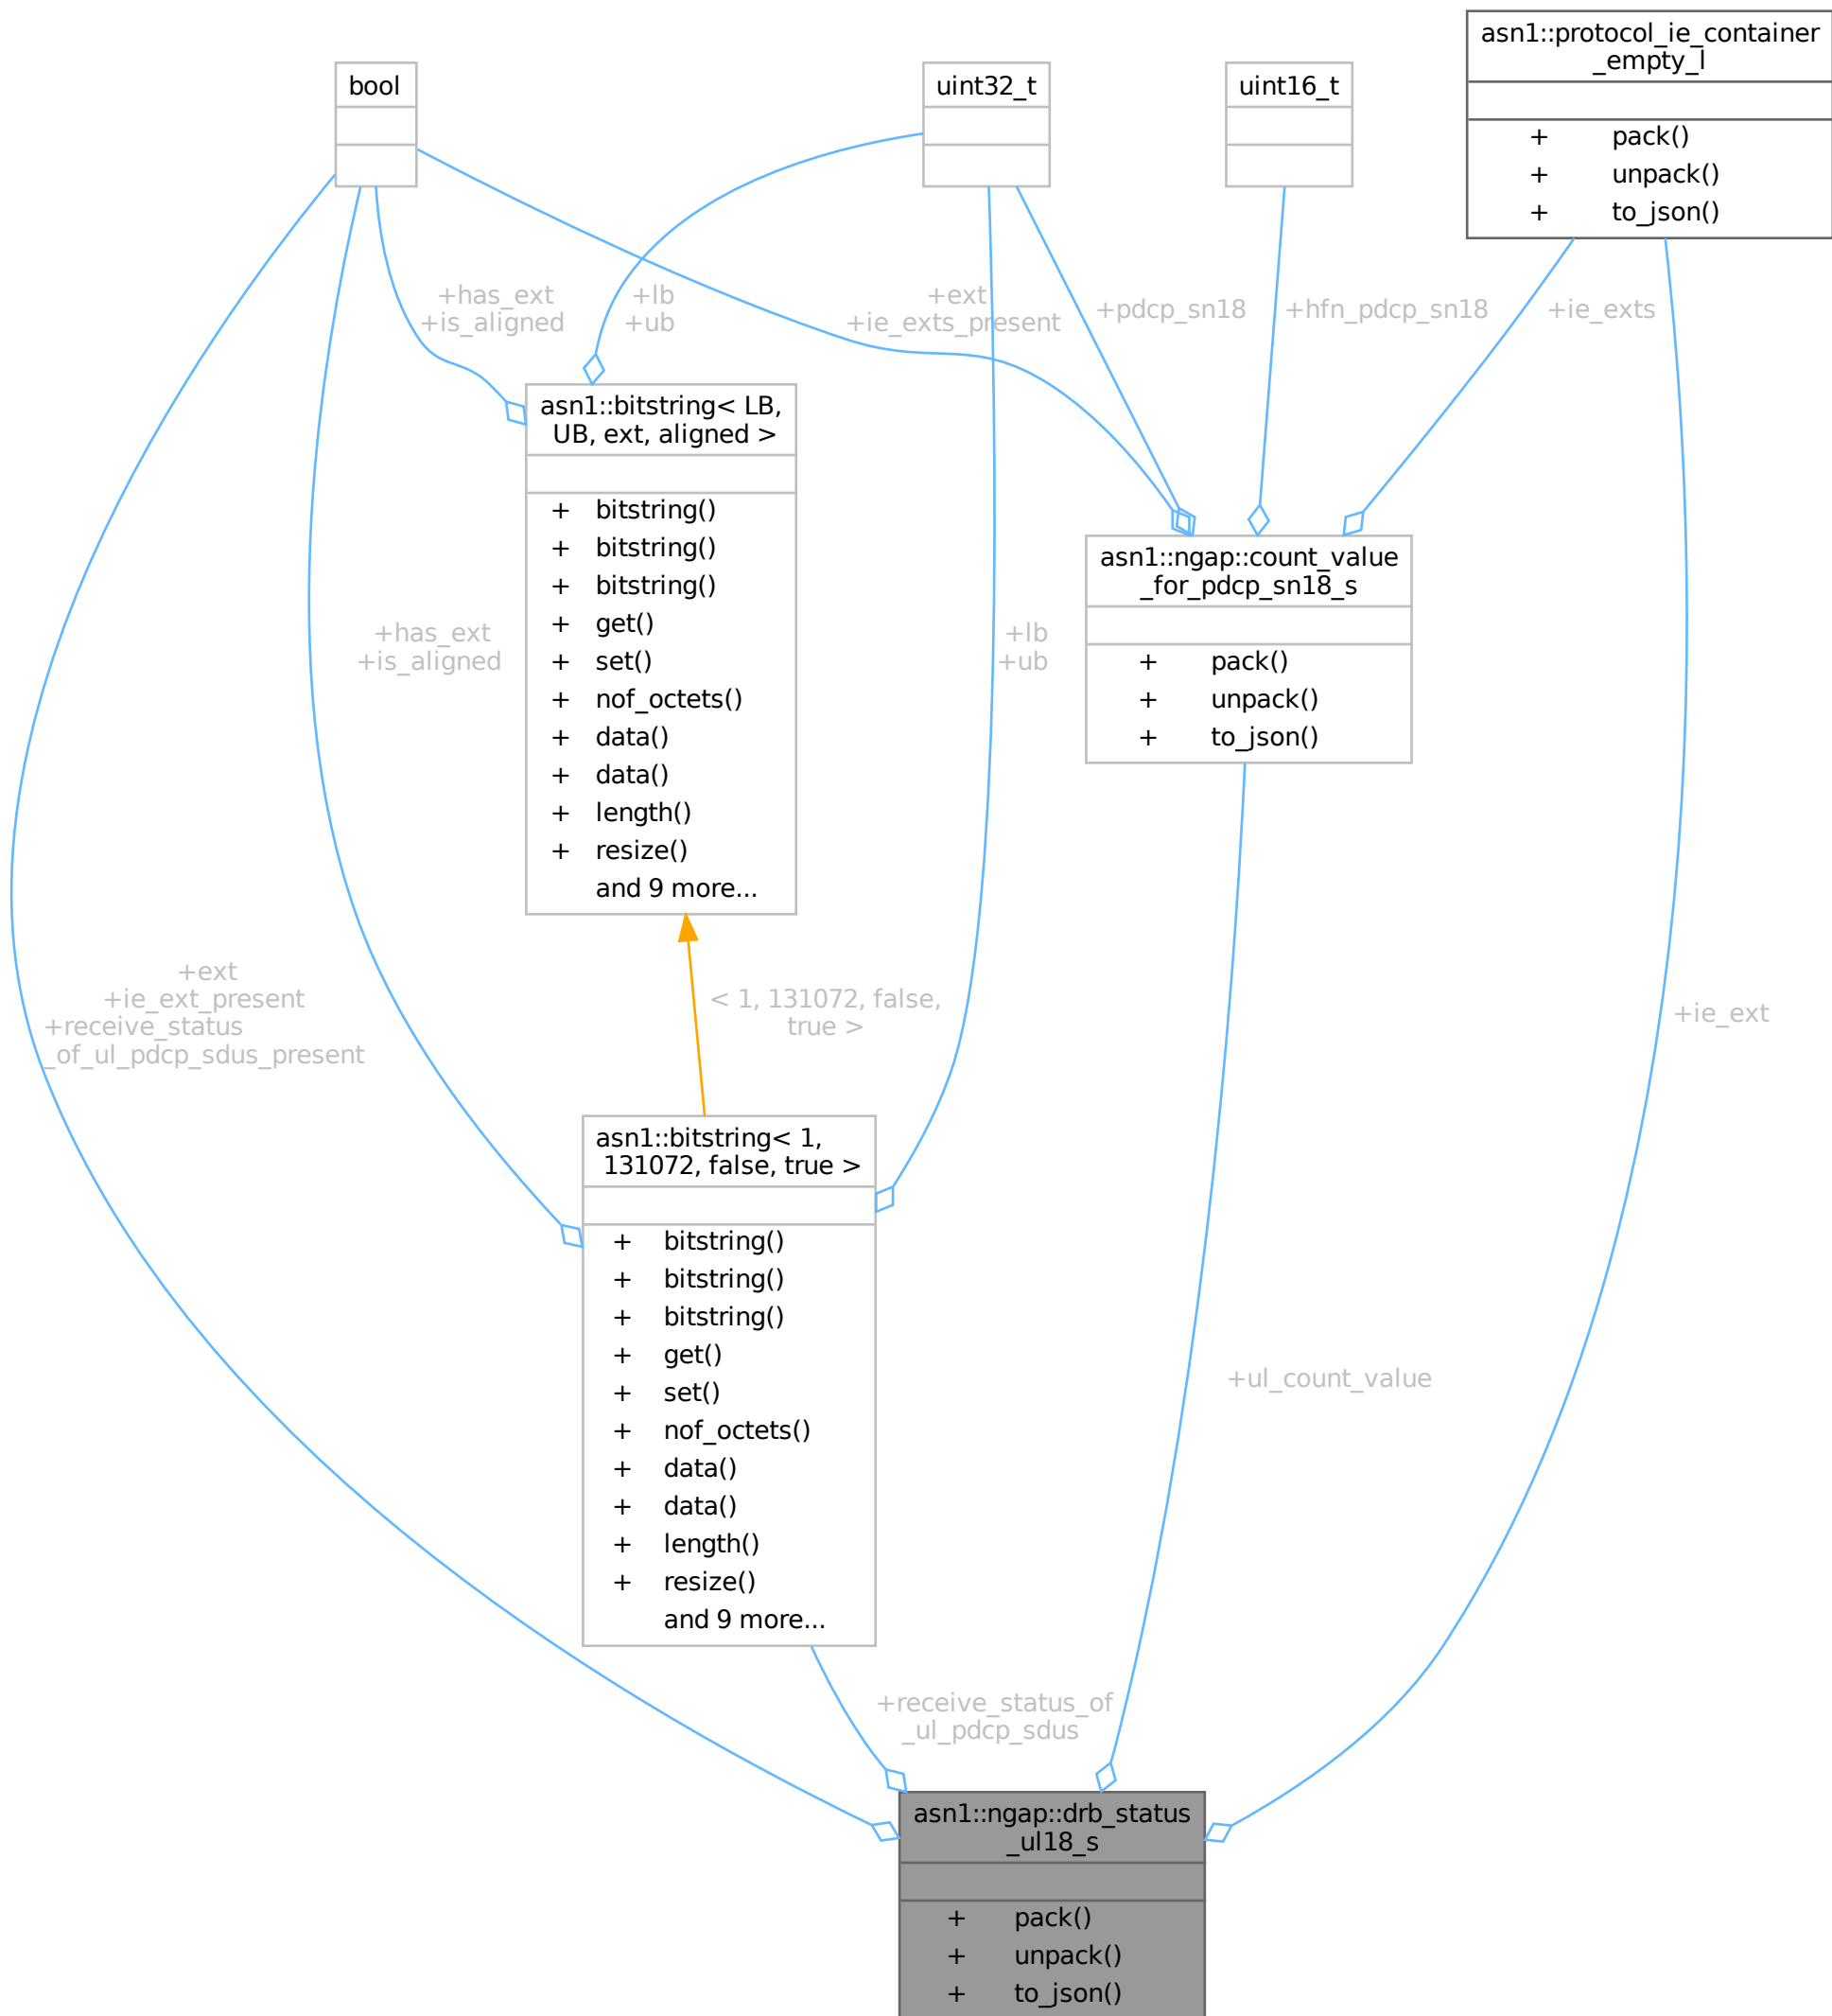 asn1::protocol_ie_container
_empty_l
+ pack()
+ unpack()
+ to_json()
bool
uint32_t
uint16_t
+has_ext
+is_aligned
+lb
+ub
+ext
+ie_exts_present
+pdcp_sn18
+hfn_pdcp_sn18
+ie_exts
asn1::bitstring< LB,
UB, ext, aligned >
+ bitstring()
+ bitstring()
+ bitstring()
+ get()
+ set()
+ nof_octets()
+ data()
+ data()
+ length()
+ resize()
and 9 more...
asn1::ngap::count_value
_for_pdcp_sn18_s
+ pack()
+ unpack()
+ to_json()
+has_ext
+is_aligned
+lb
+ub
+ext
+ie_ext_present
+receive_status
_of_ul_pdcp_sdus_present
< 1, 131072, false,
true >
+ie_ext
asn1::bitstring< 1,
131072, false, true >
+ bitstring()
+ bitstring()
+ bitstring()
+ get()
+ set()
+ nof_octets()
+ data()
+ data()
+ length()
+ resize()
and 9 more...
+ul_count_value
+receive_status_of
_ul_pdcp_sdus
asn1::ngap::drb_status
_ul18_s
+ pack()
+ unpack()
+ to_json()